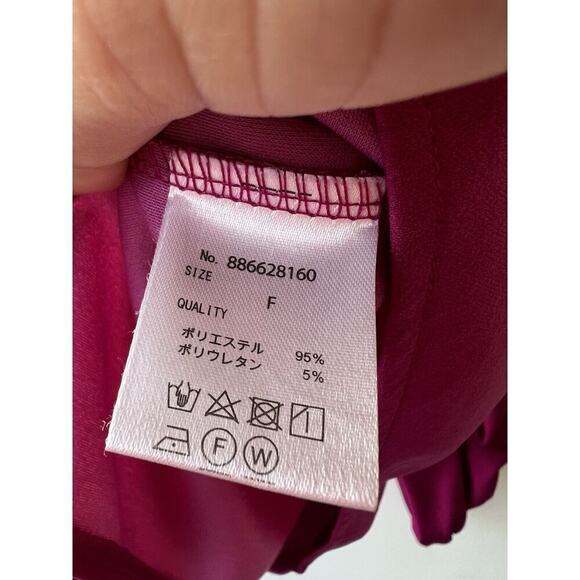 No. 886628160
SIZE F
QUALITY
ポリエステル 95%
ポリウレタン 5%
F W